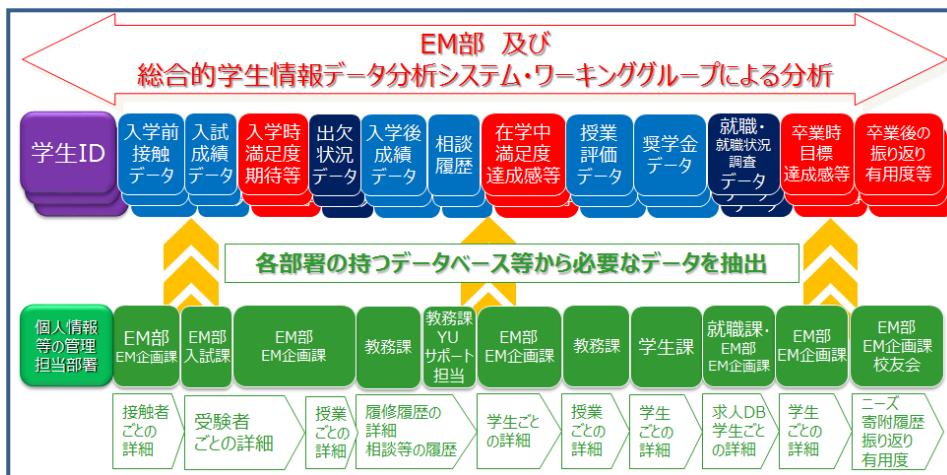 EM部 及び
総合的学生情報データ分析システム・ワーキンググループによる分析
学生ID
入学前
接触
データ
入試
成績
データ
入学時
満足度
期待等
出欠
状況
データ
入学後
成績
データ
相談
履歴
在学中
満足度
達成感等
授業
評価
データ
奨学金
データ
就職・
就職状況
調査
データ
卒業時
目標
達成感等
卒業後の
振り返り
有用度等
各部署の持つデータベース等から必要なデータを抽出
個人情報
等の管理
担当部署
EM部
EM企画課
EM部
入試課
EM部
EM企画課
教務課
教務課
YU
サポート
担当
EM部
EM企画課
教務課
学生課
就職課・
EM部
EM企画課
EM部
EM企画課
EM部
EM企画課
校友会
接触者
ごとの
詳細
受験者
ごとの詳細
授業
ごとの
詳細
履修履歴の
詳細
相談等の履歴
学生ごと
の詳細
授業
ごとの
詳細
学生
ごとの
詳細
求人DB
学生ごと
の詳細
学生
ごとの
詳細
ニーズ
寄附履歴
振り返り
有用度